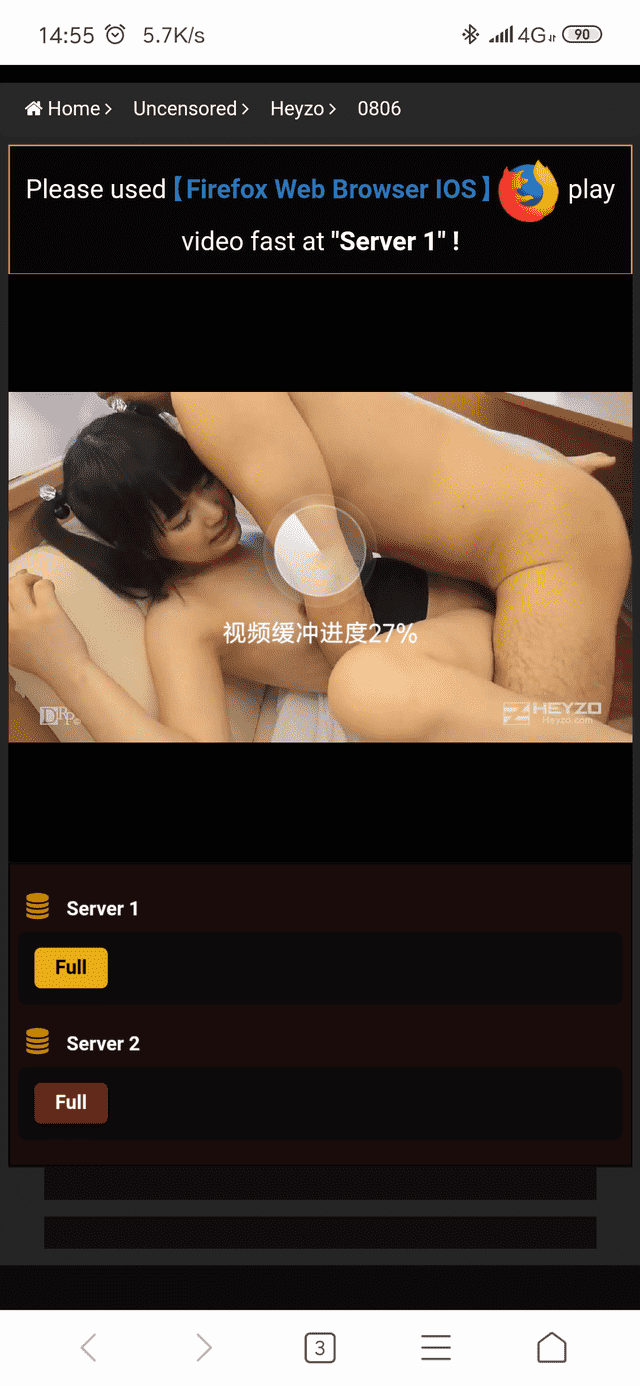 14:55 5.7K/s 4G 90
Home > Uncensored > Heyzo > 0806
Please used【Firefox Web Browser IOS】 play
video fast at "Server 1" !
视频缓冲进度27%
HEYZO
Heyzo.com
Server 1
Full
Server 2
Full
3